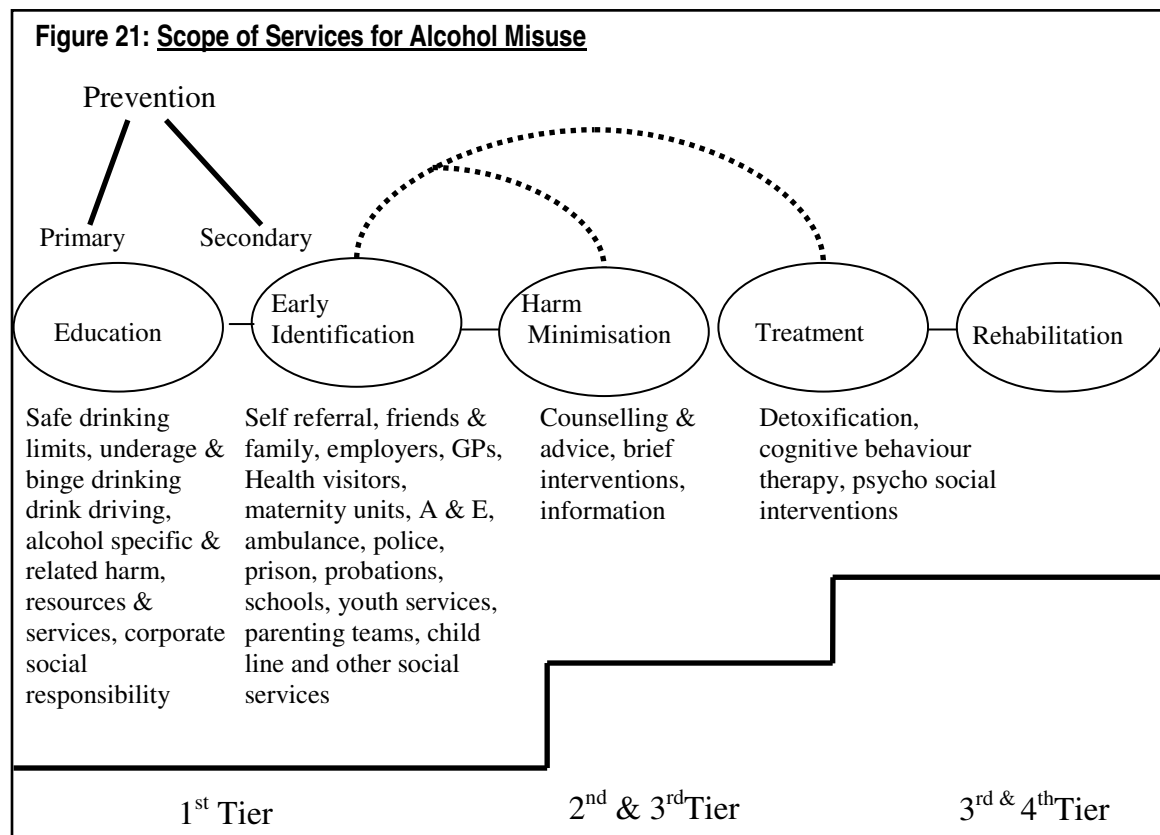 Figure 21: Scope of Services for Alcohol Misuse
Prevention
Primary
Secondary
Education
Early
Identification
Harm
Minimisation
Treatment
Rehabilitation
Safe drinking
limits, underage &
binge drinking
drink driving,
alcohol specific &
related harm,
resources &
services, corporate
social
responsibility
Self referral, friends &
family, employers, GPs,
Health visitors,
maternity units, A & E,
ambulance, police,
prison, probations,
schools, youth services,
parenting teams, child
line and other social
services
Counselling &
advice, brief
interventions,
information
Detoxification,
cognitive behaviour
therapy, psycho social
interventions
1st Tier
2nd & 3rd Tier
3rd & 4th Tier